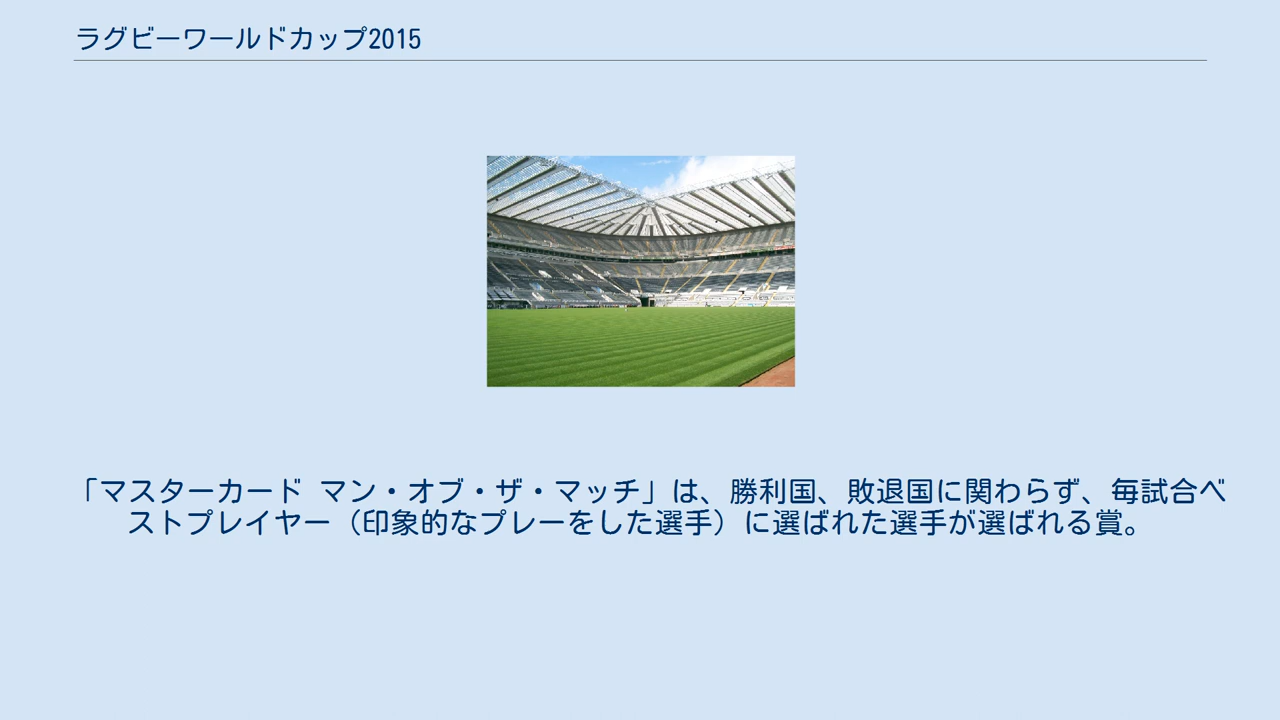 ラグビーワールドカップ2015
「マスターカード マン・オブ・ザ・マッチ」は、勝利国、敗退国に関わらず、毎試合ベ
ストプレイヤー（印象的なプレーをした選手）に選ばれた選手が選ばれる賞。